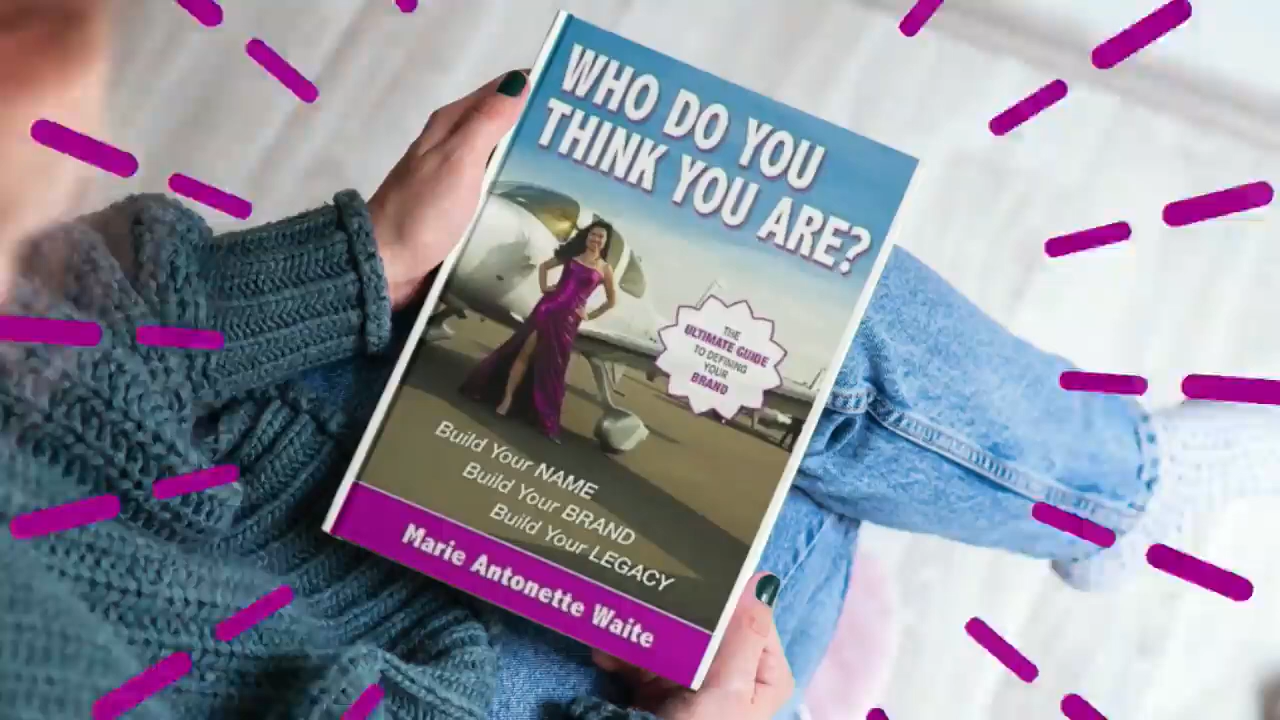 WHO DO YOU
THINK YOU ARE?
THE
ULTIMATE GUIDE
TO DEFINING
YOUR
BRAND
Build Your NAME
Build Your BRAND
Build Your LEGACY
Marie Antonette Waite